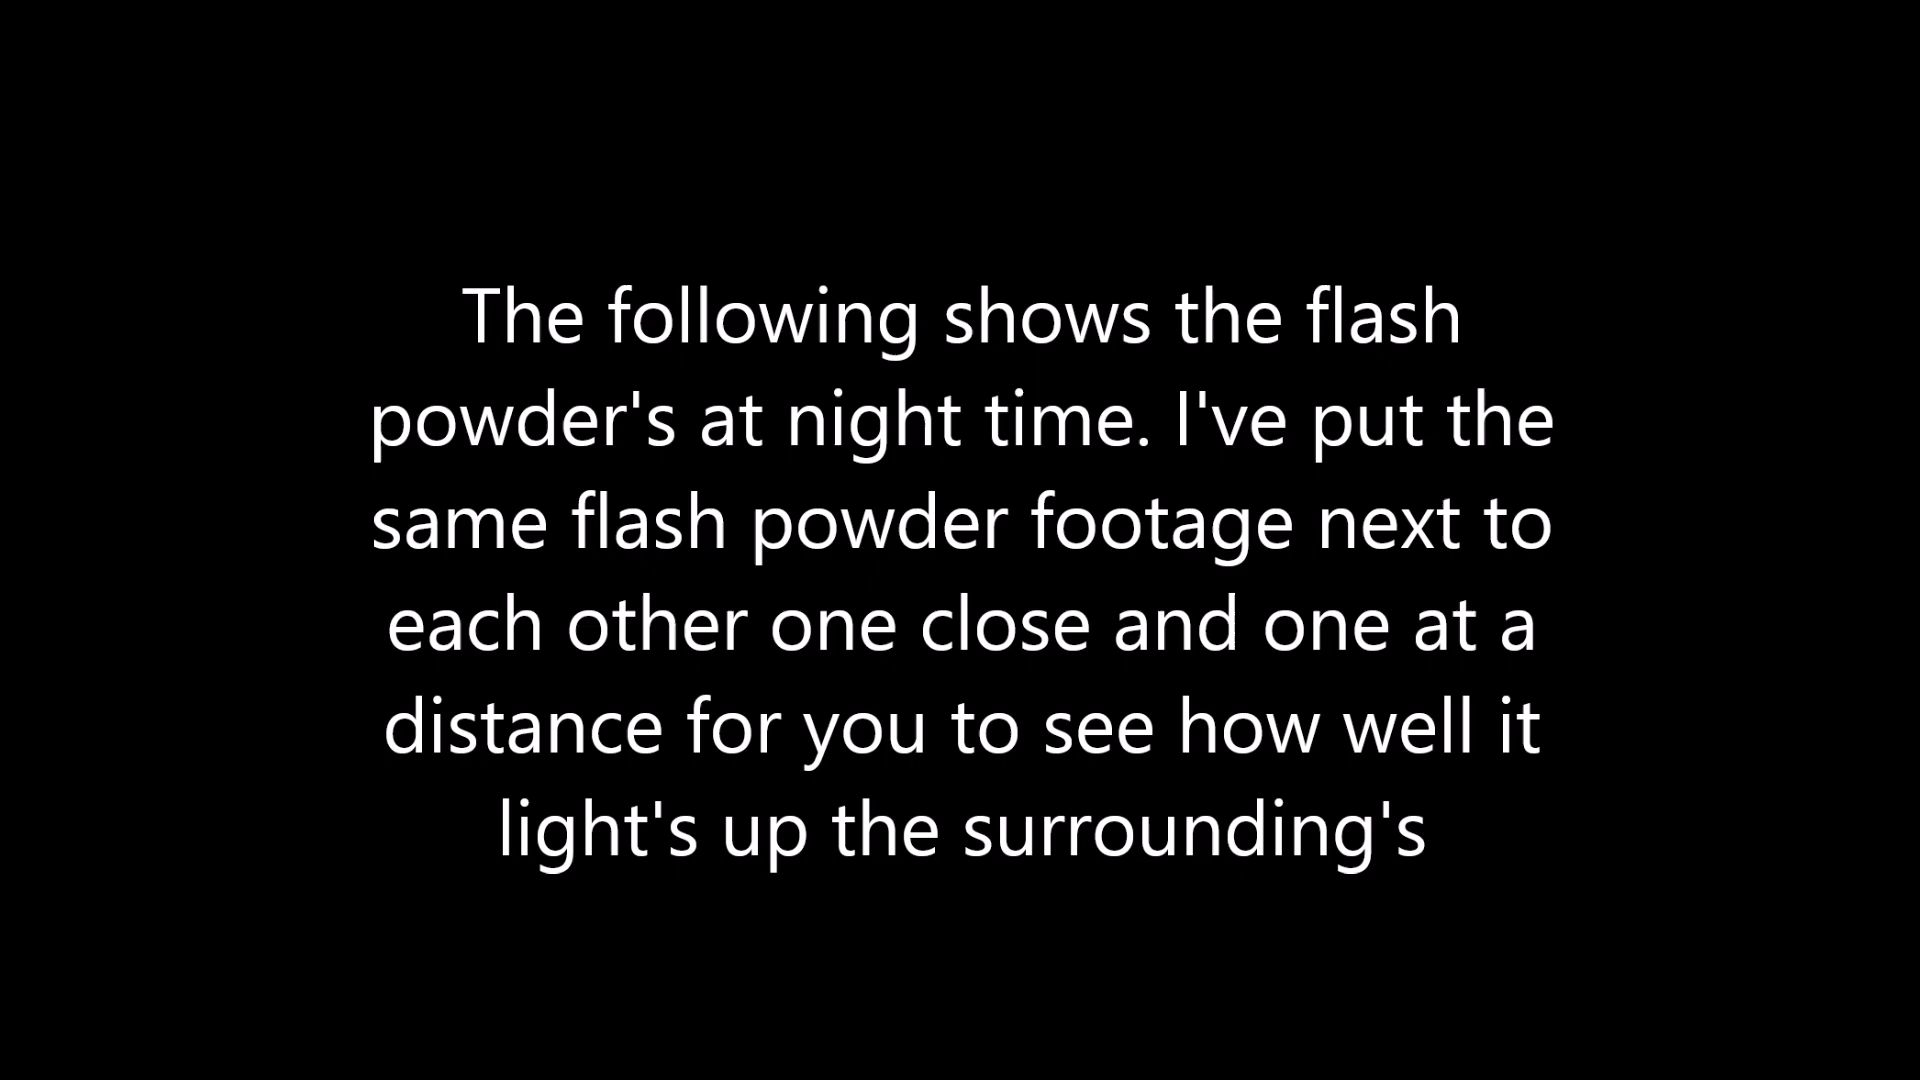 The following shows the flash
powder's at night time. I've put the
same flash powder footage next to
each other one close and one at a
distance for you to see how well it
light's up the surrounding's